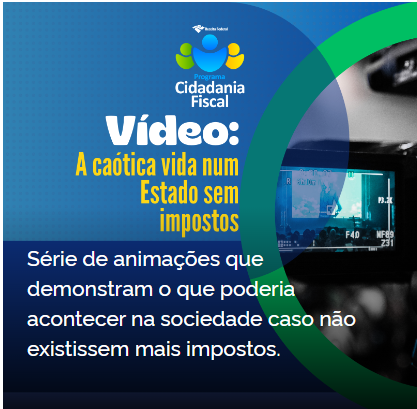 Receita Federal
Programa
Cidadania
Fiscal
Vídeo:
A caótica vida num
Estado sem
impostos
F4.0
231
Série de animações que
demonstram o que poderia
acontecer na sociedade caso não
existissem mais impostos.